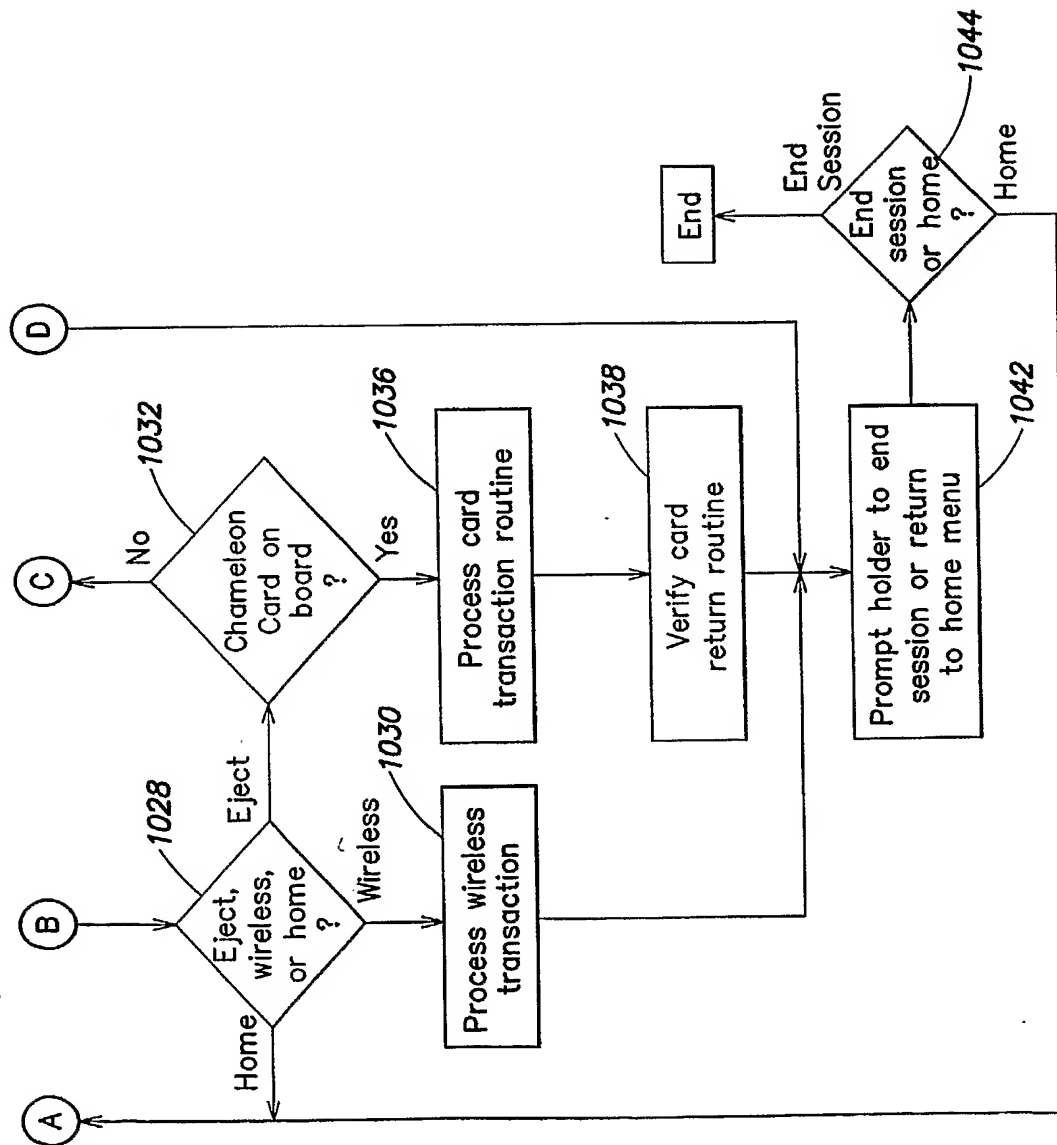 A
B
C
D
Home
Eject,
wireless,
or home
?
1028
Eject
Wireless
Process wireless
transaction
1030
Chameleon
Card on
board
?
1032
No
Yes
Process card
transaction routine
1036
Verify card
return routine
1038
Prompt holder to end
session or return
to home menu
1042
End
session
or home
?
1044
End
Session
Home
End